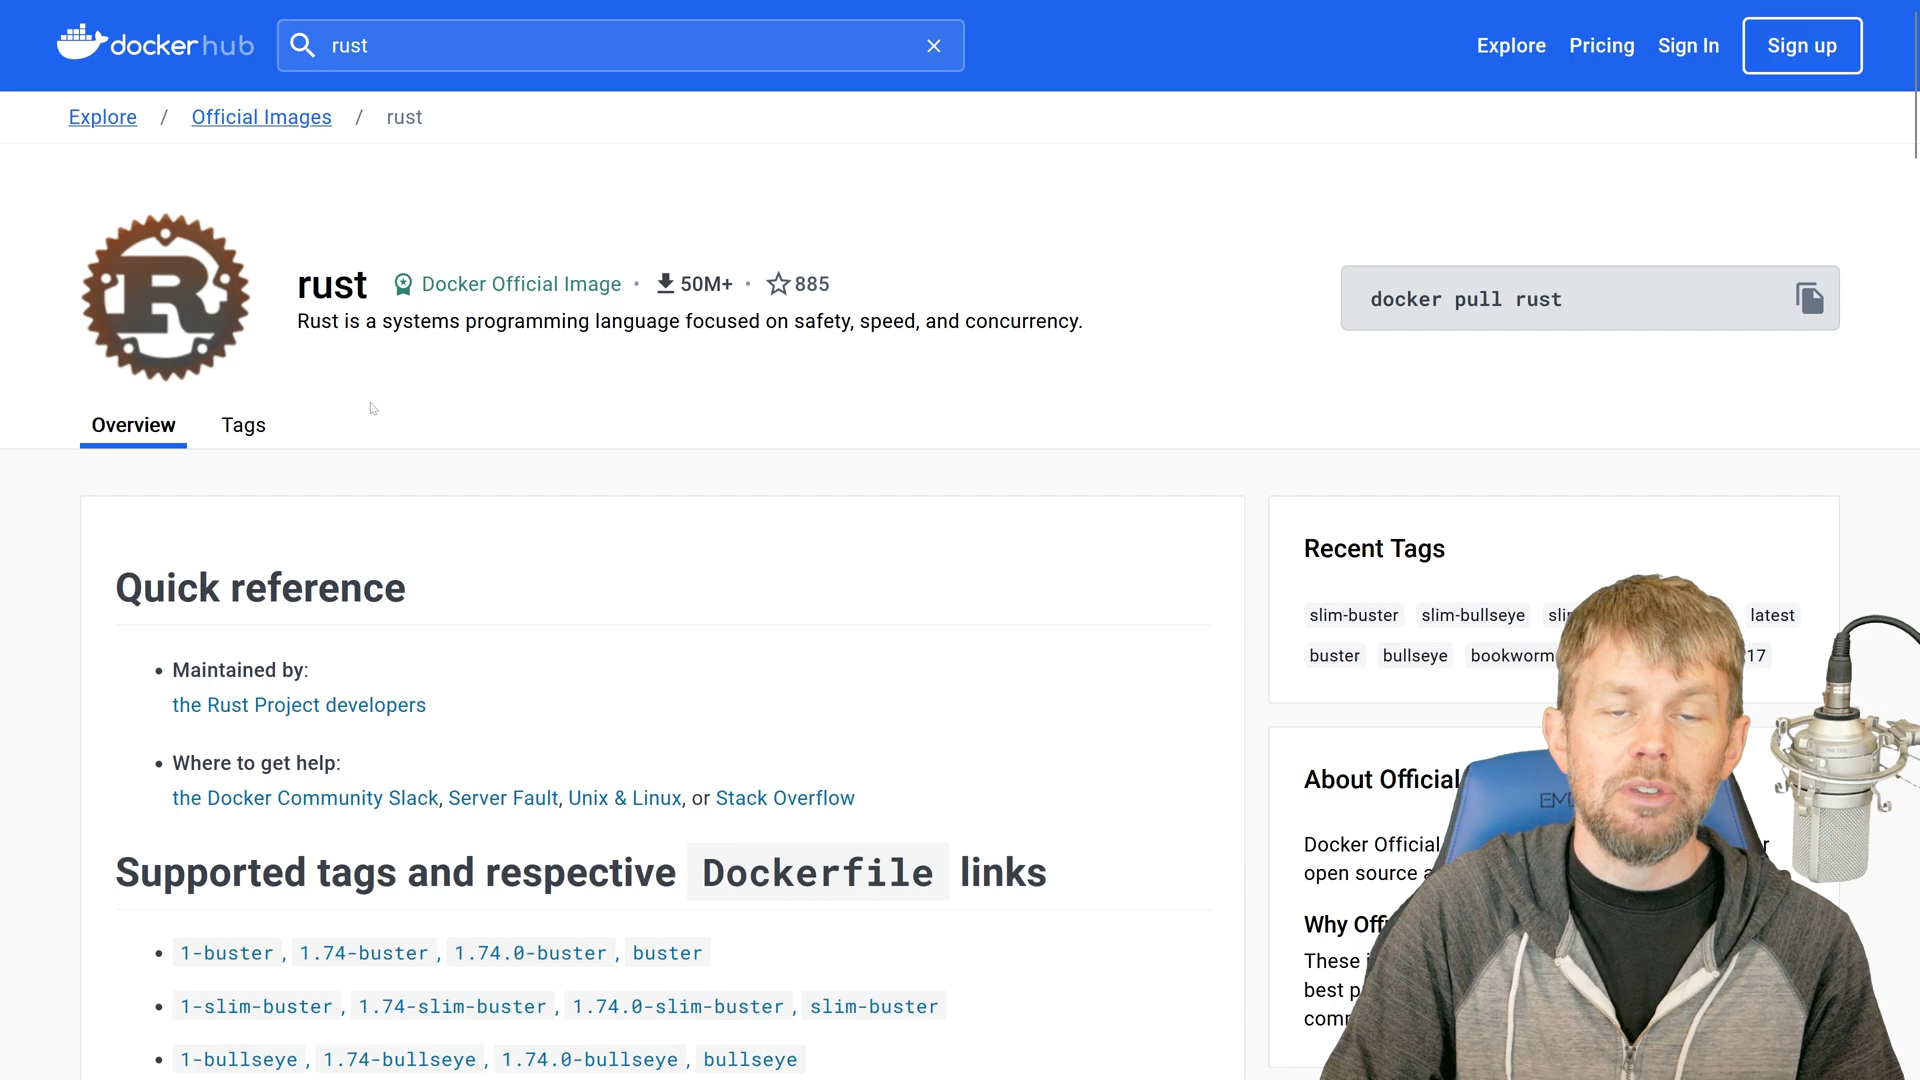 docker hub
rust
Explore
Pricing
Sign In
Sign up
Explore / Official Images / rust
rust
Docker Official Image • 50M+ • 885
Rust is a systems programming language focused on safety, speed, and concurrency.
docker pull rust
Overview
Tags
Quick reference
• Maintained by:
the Rust Project developers
• Where to get help:
the Docker Community Slack, Server Fault, Unix & Linux, or Stack Overflow
Supported tags and respective Dockerfile links
• 1-buster, 1.74-buster, 1.74.0-buster, buster
• 1-slim-buster, 1.74-slim-buster, 1.74.0-slim-buster, slim-buster
• 1-bullseye, 1.74-bullseye, 1.74.0-bullseye, bullseye
Recent Tags
slim-buster slim-bullseye latest
buster bullseye bookworm 17
About Official
Docker Official
open source
Why
These
best